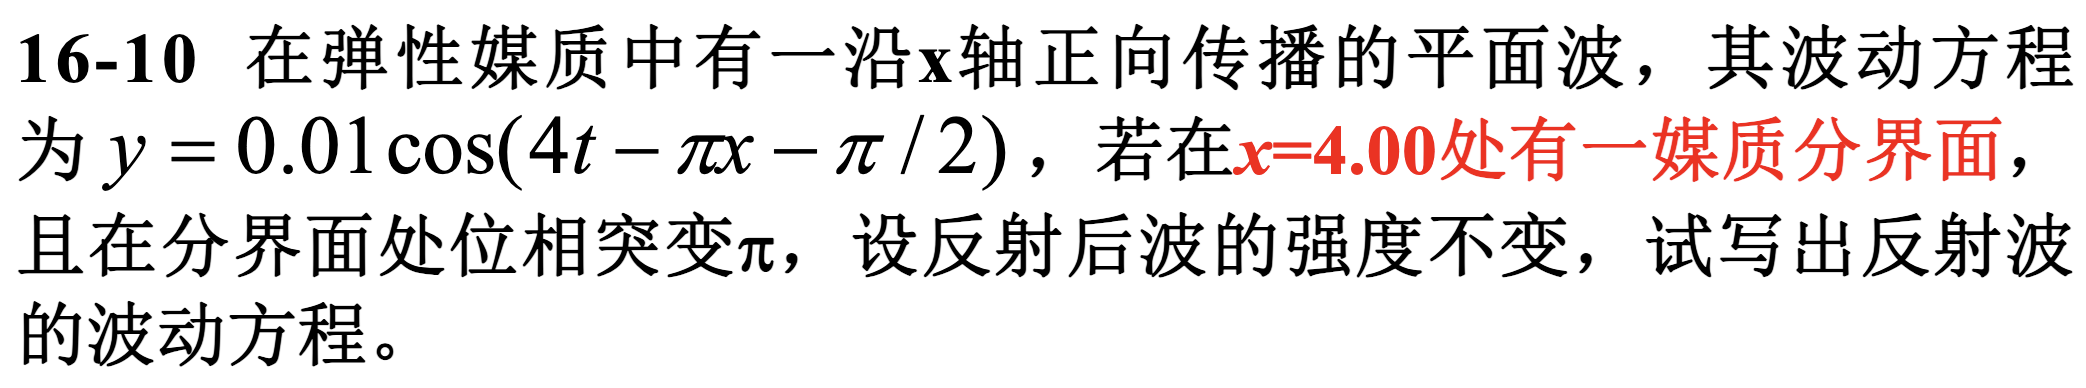 16-10 在弹性媒质中有一沿x轴正向传播的平面波，其波动方程
为 y = 0.01cos(4t − πx − π / 2)，若在x=4.00处有一媒质分界面，
且在分界面处位相突变π，设反射后波的强度不变，试写出反射波
的波动方程。